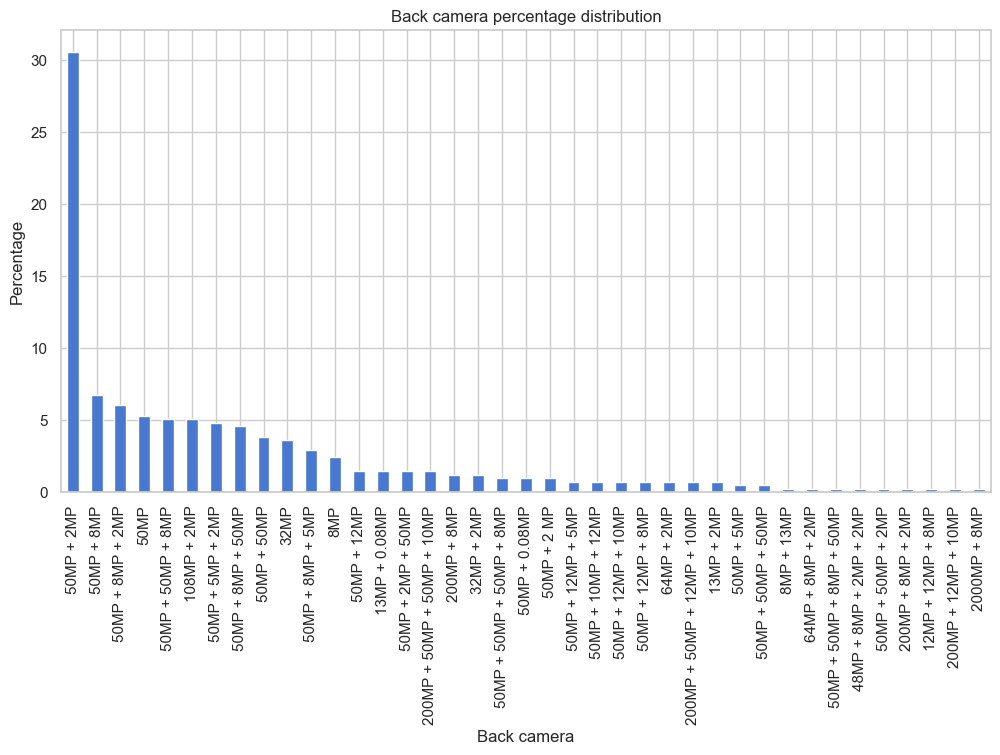 Back camera percentage distribution
Percentage
30
25
20
15
10
5
0
50MP + 2MP
50MP + 8MP
50MP + 8MP + 2MP
50MP
50MP + 50MP + 8MP
108MP + 2MP
50MP + 5MP + 2MP
50MP + 8MP + 50MP
50MP + 50MP
32MP
50MP + 8MP + 5MP
8MP
50MP + 12MP
13MP + 0.08MP
50MP + 2MP + 50MP
200MP + 50MP + 50MP + 10MP
200MP + 8MP
32MP + 2MP
50MP + 50MP + 50MP + 8MP
50MP + 0.08MP
50MP + 2 MP
50MP + 12MP + 5MP
50MP + 10MP + 12MP
50MP + 12MP + 10MP
50MP + 12MP + 8MP
64MP + 2MP
200MP + 50MP + 12MP + 10MP
13MP + 2MP
50MP + 5MP
50MP + 50MP + 50MP
8MP + 13MP
64MP + 8MP + 2MP
50MP + 50MP + 8MP + 50MP
48MP + 8MP + 2MP + 2MP
50MP + 50MP + 2MP
200MP + 8MP + 2MP
12MP + 12MP + 8MP
200MP + 12MP + 10MP
2000MP + 8MP
Back camera